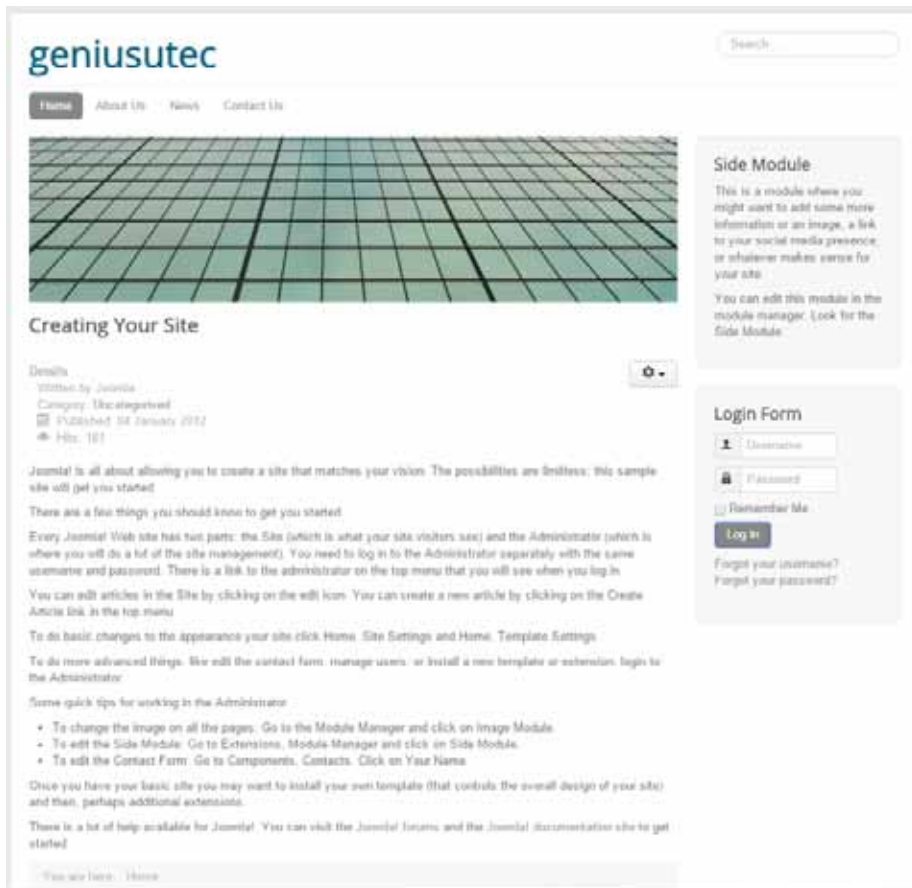 geniusutec
Search...
Home About Us News Contact Us
Creating Your Site
Details
Written by Joomla
Category: Uncategorised
Published: 04 January 2012
Hits: 181
Joomla! is all about allowing you to create a site that matches your vision. The possibilities are limitless; this sample
site will get you started.
There are a few things you should know to get you started.
Every Joomla! Web site has two parts: the Site (which is what your site visitors see) and the Administrator (which is
where you will do a lot of the site management). You need to log in to the Administrator separately with the same
username and password. There is a link to the administrator on the top menu that you will see when you log in.
You can edit articles in the Site by clicking on the edit icon. You can create a new article by clicking on the Create
Article link in the top menu.
To do basic changes to the appearance your site click Home, Site Settings and Home, Template Settings.
To do more advanced things, like edit the contact form, manage users, or install a new template or extension, login to
the Administrator.
Some quick tips for working in the Administrator
• To change the image on all the pages: Go to the Module Manager and click on Image Module.
• To edit the Side Module: Go to Extensions, Module Manager and click on Side Module.
• To edit the Contact Form: Go to Components, Contacts. Click on Your Name.
Once you have your basic site you may want to install your own template (that controls the overall design of your site)
and then, perhaps additional extensions.
There is a lot of help available for Joomla!. You can visit the Joomla! forums and the Joomla! documentation site to get
started.
You are here: Home
Side Module
This is a module where you
might want to add some more
information or an image, a link
to your social media presence,
or whatever makes sense for
your site.
You can edit this module in the
module manager. Look for the
Side Module.
Login Form
Username
Password
Remember Me
Log in
Forgot your username?
Forgot your password?